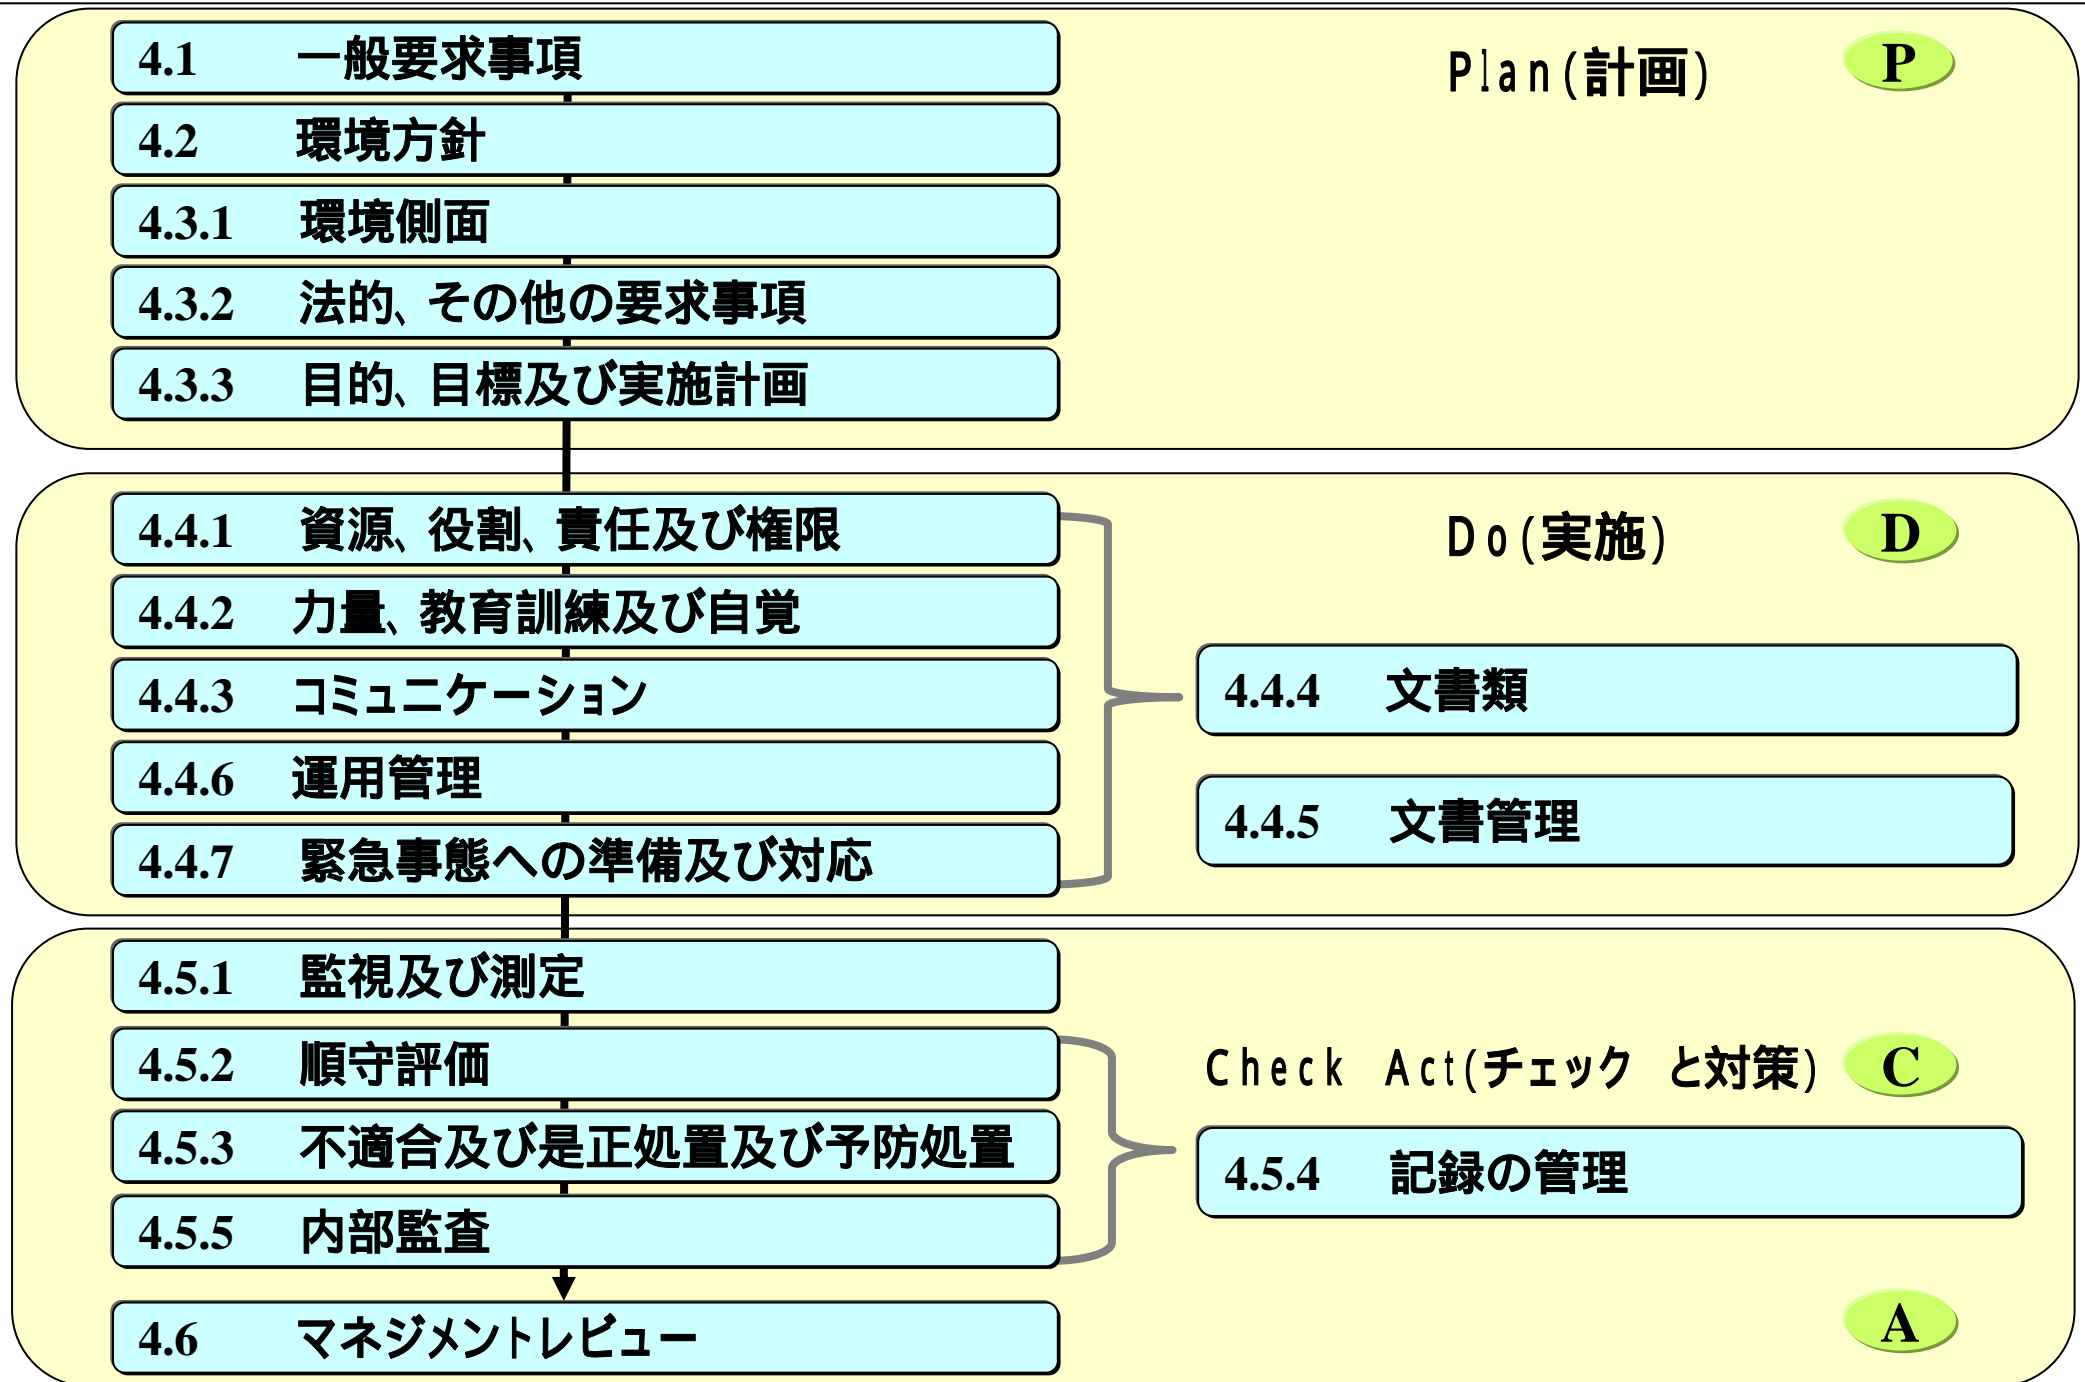 4.1 一般要求事項
Plan(計画) P
4.2 環境方針
4.3.1 環境側面
4.3.2 法的、その他の要求事項
4.3.3 目的、目標及び実施計画
4.4.1 資源、役割、責任及び権限
Do(実施) D
4.4.2 力量、教育訓練及び自覚
4.4.3 コミュニケーション
4.4.6 運用管理
4.4.7 緊急事態への準備及び対応
4.4.4 文書類
4.4.5 文書管理
4.5.1 監視及び測定
4.5.2 順守評価
4.5.3 不適合及び是正処置及び予防処置
4.5.5 内部監査
Check Act(チェック と対策) C
4.5.4 記録の管理
4.6 マネジメントレビュー
A